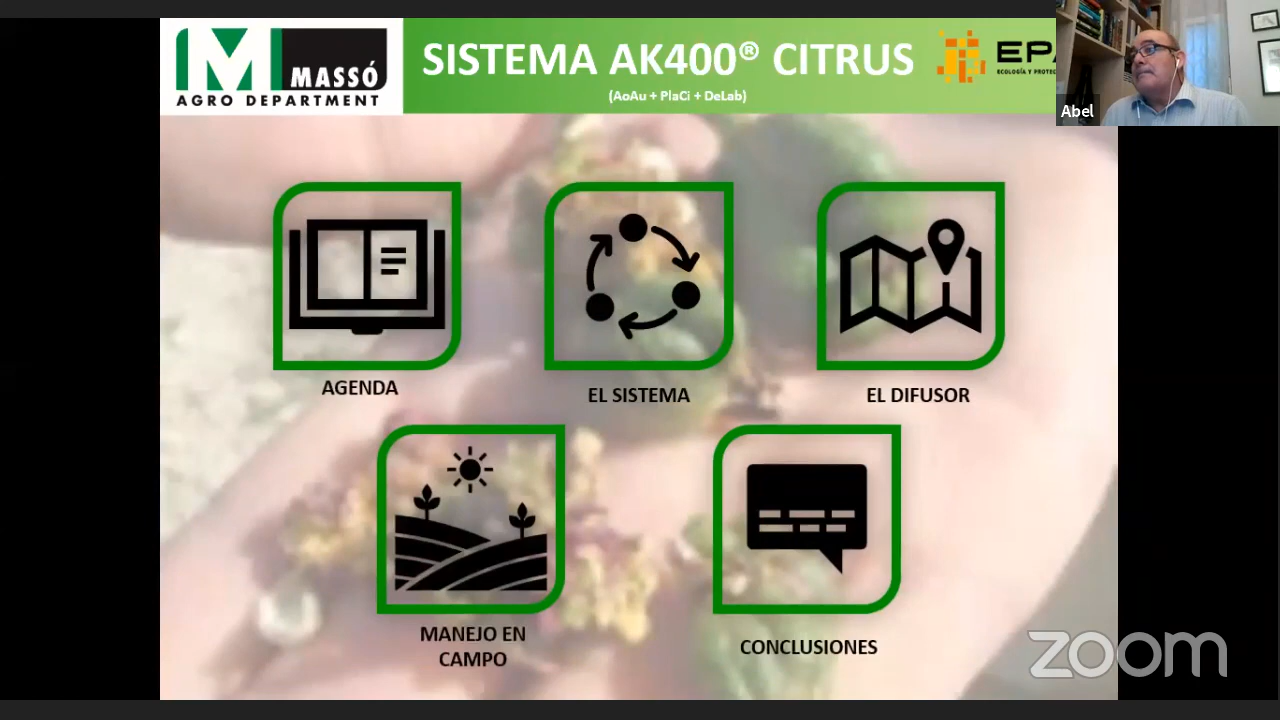 MASSÓ
AGRO DEPARTMENT
SISTEMA AK400® CITRUS
(AoAu + PlaCi + DeLab)
ECOLOGÍA Y
Abel
AGENDA
EL SISTEMA
EL DIFUSOR
MANEJO EN
CAMPO
CONCLUSIONES
zoom